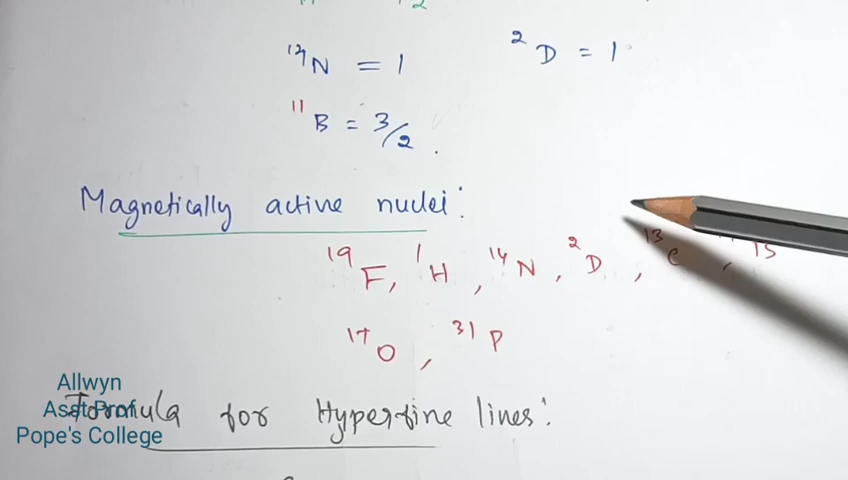 ¹⁴N = 1 ²D = 1
¹¹B = 3/2 .
Magnetically active nuclei:
¹⁹F, ¹H, ¹⁴N, ²D, ¹³C, 15
¹⁷O, ³¹P
Formula for Hyperfine lines:
Allwyn
Asst Prof
Pope's College